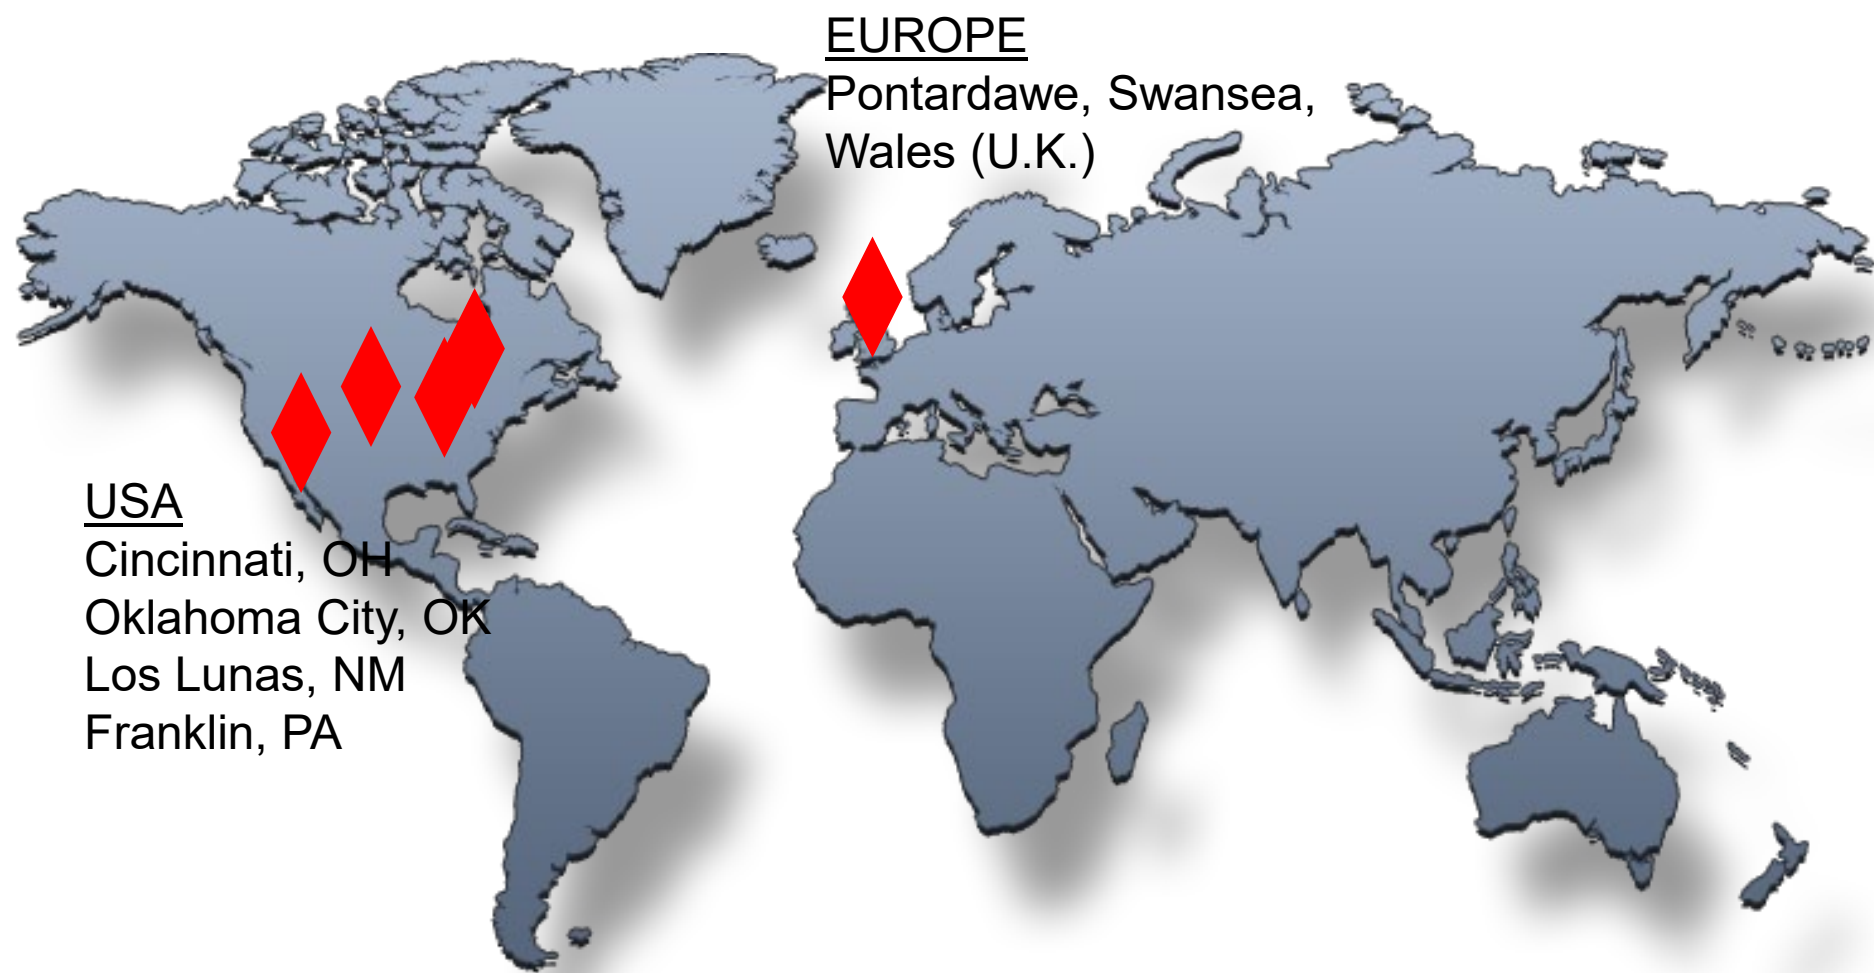 EUROPE
Pontardawe, Swansea,
Wales (U.K.)
USA
Cincinnati, OH
Oklahoma City, OK
Los Lunas, NM
Franklin, PA